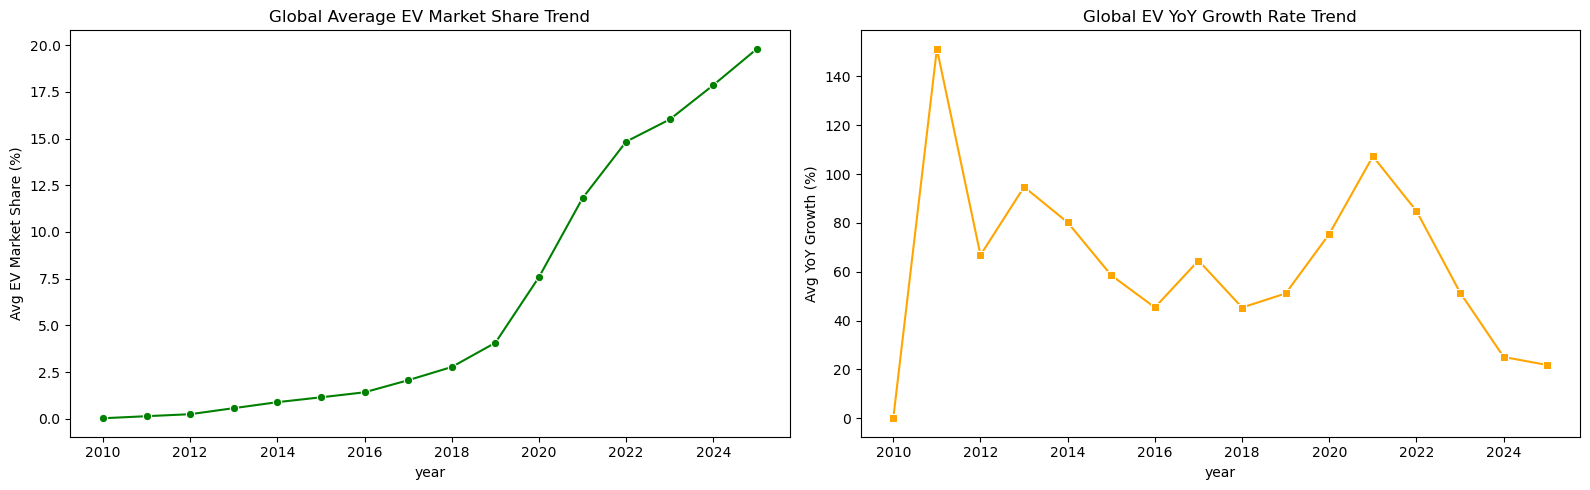 Global Average EV Market Share Trend
Avg EV Market Share (%)
20.0
17.5
15.0
12.5
10.0
7.5
5.0
2.5
0.0
2010 2012 2014 2016 2018 2020 2022 2024
year
Global EV YoY Growth Rate Trend
Avg YoY Growth (%)
140
120
100
80
60
40
20
0
2010 2012 2014 2016 2018 2020 2022 2024
year